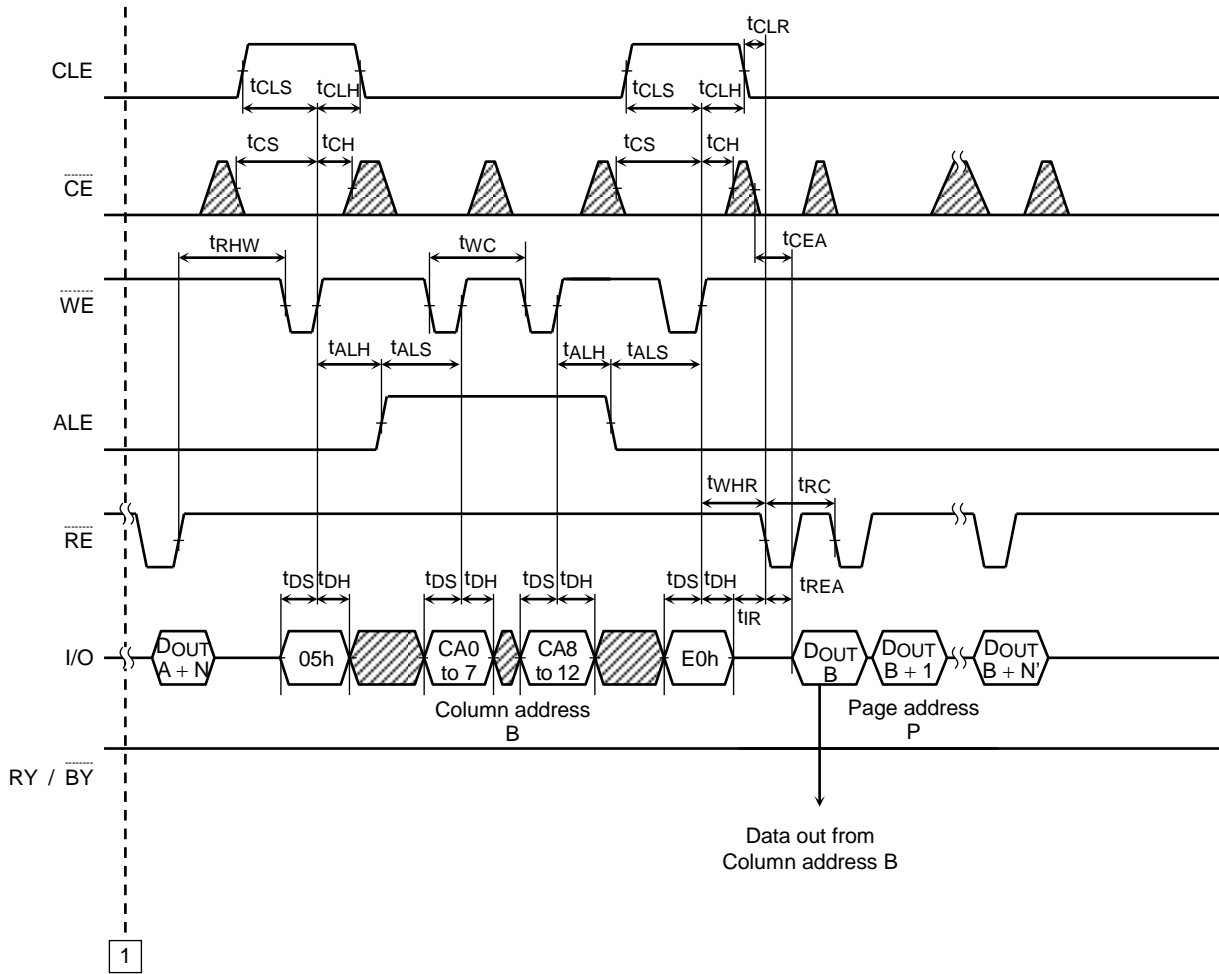 tCLR
CLE
tCLS
tCLH
tCLS
tCLH
tCS
tCH
tCS
tCH
CE
tCEA
tRHW
tWC
WE
tALH
tALS
tALH
tALS
ALE
tWHR
tRC
RE
tDS
tDH
tDS
tDH
tDS
tDH
tDS
tDH
tIR
tREA
I/O
DOUT
A + N
05h
CA0
to 7
CA8
to 12
E0h
DOUT
B
DOUT
B + 1
DOUT
B + N'
Column address
B
Page address
P
RY / BY
Data out from
Column address B
1